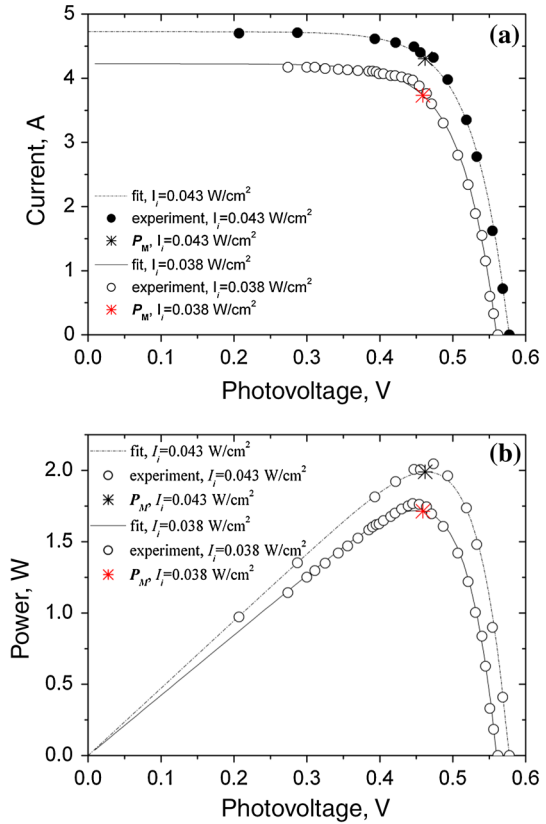 (a)
5
4
3
2
1
0
Current, A
fit, Ii=0.043 W/cm2
experiment, Ii=0.043 W/cm2
PM, Ii=0.043 W/cm2
fit, Ii=0.038 W/cm2
experiment, Ii=0.038 W/cm2
PM, Ii=0.038 W/cm2
0.0 0.1 0.2 0.3 0.4 0.5 0.6
Photovoltage, V
(b)
2.0
1.5
1.0
0.5
0.0
Power, W
fit, Ii=0.043 W/cm2
experiment, Ii=0.043 W/cm2
PM, Ii=0.043 W/cm2
fit, Ii=0.038 W/cm2
experiment, Ii=0.038 W/cm2
PM, Ii=0.038 W/cm2
0.0 0.1 0.2 0.3 0.4 0.5 0.6
Photovoltage, V